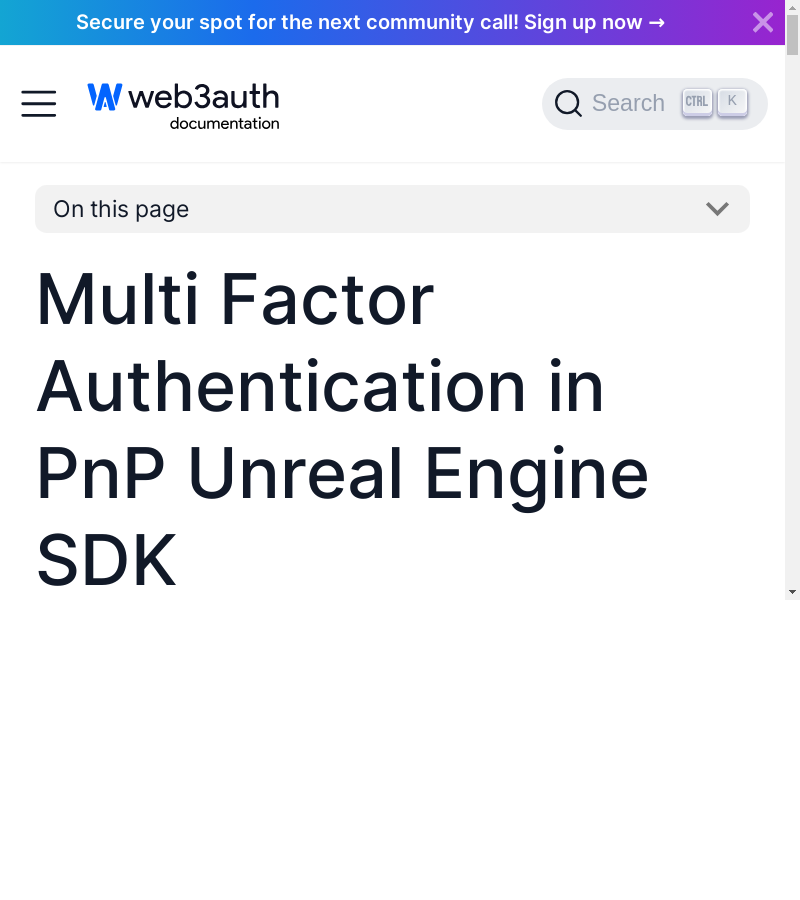 Secure your spot for the next community call! Sign up now →
web3auth
documentation
Search
CTRL
K
On this page
Multi Factor
Authentication in
PnP Unreal Engine
SDK